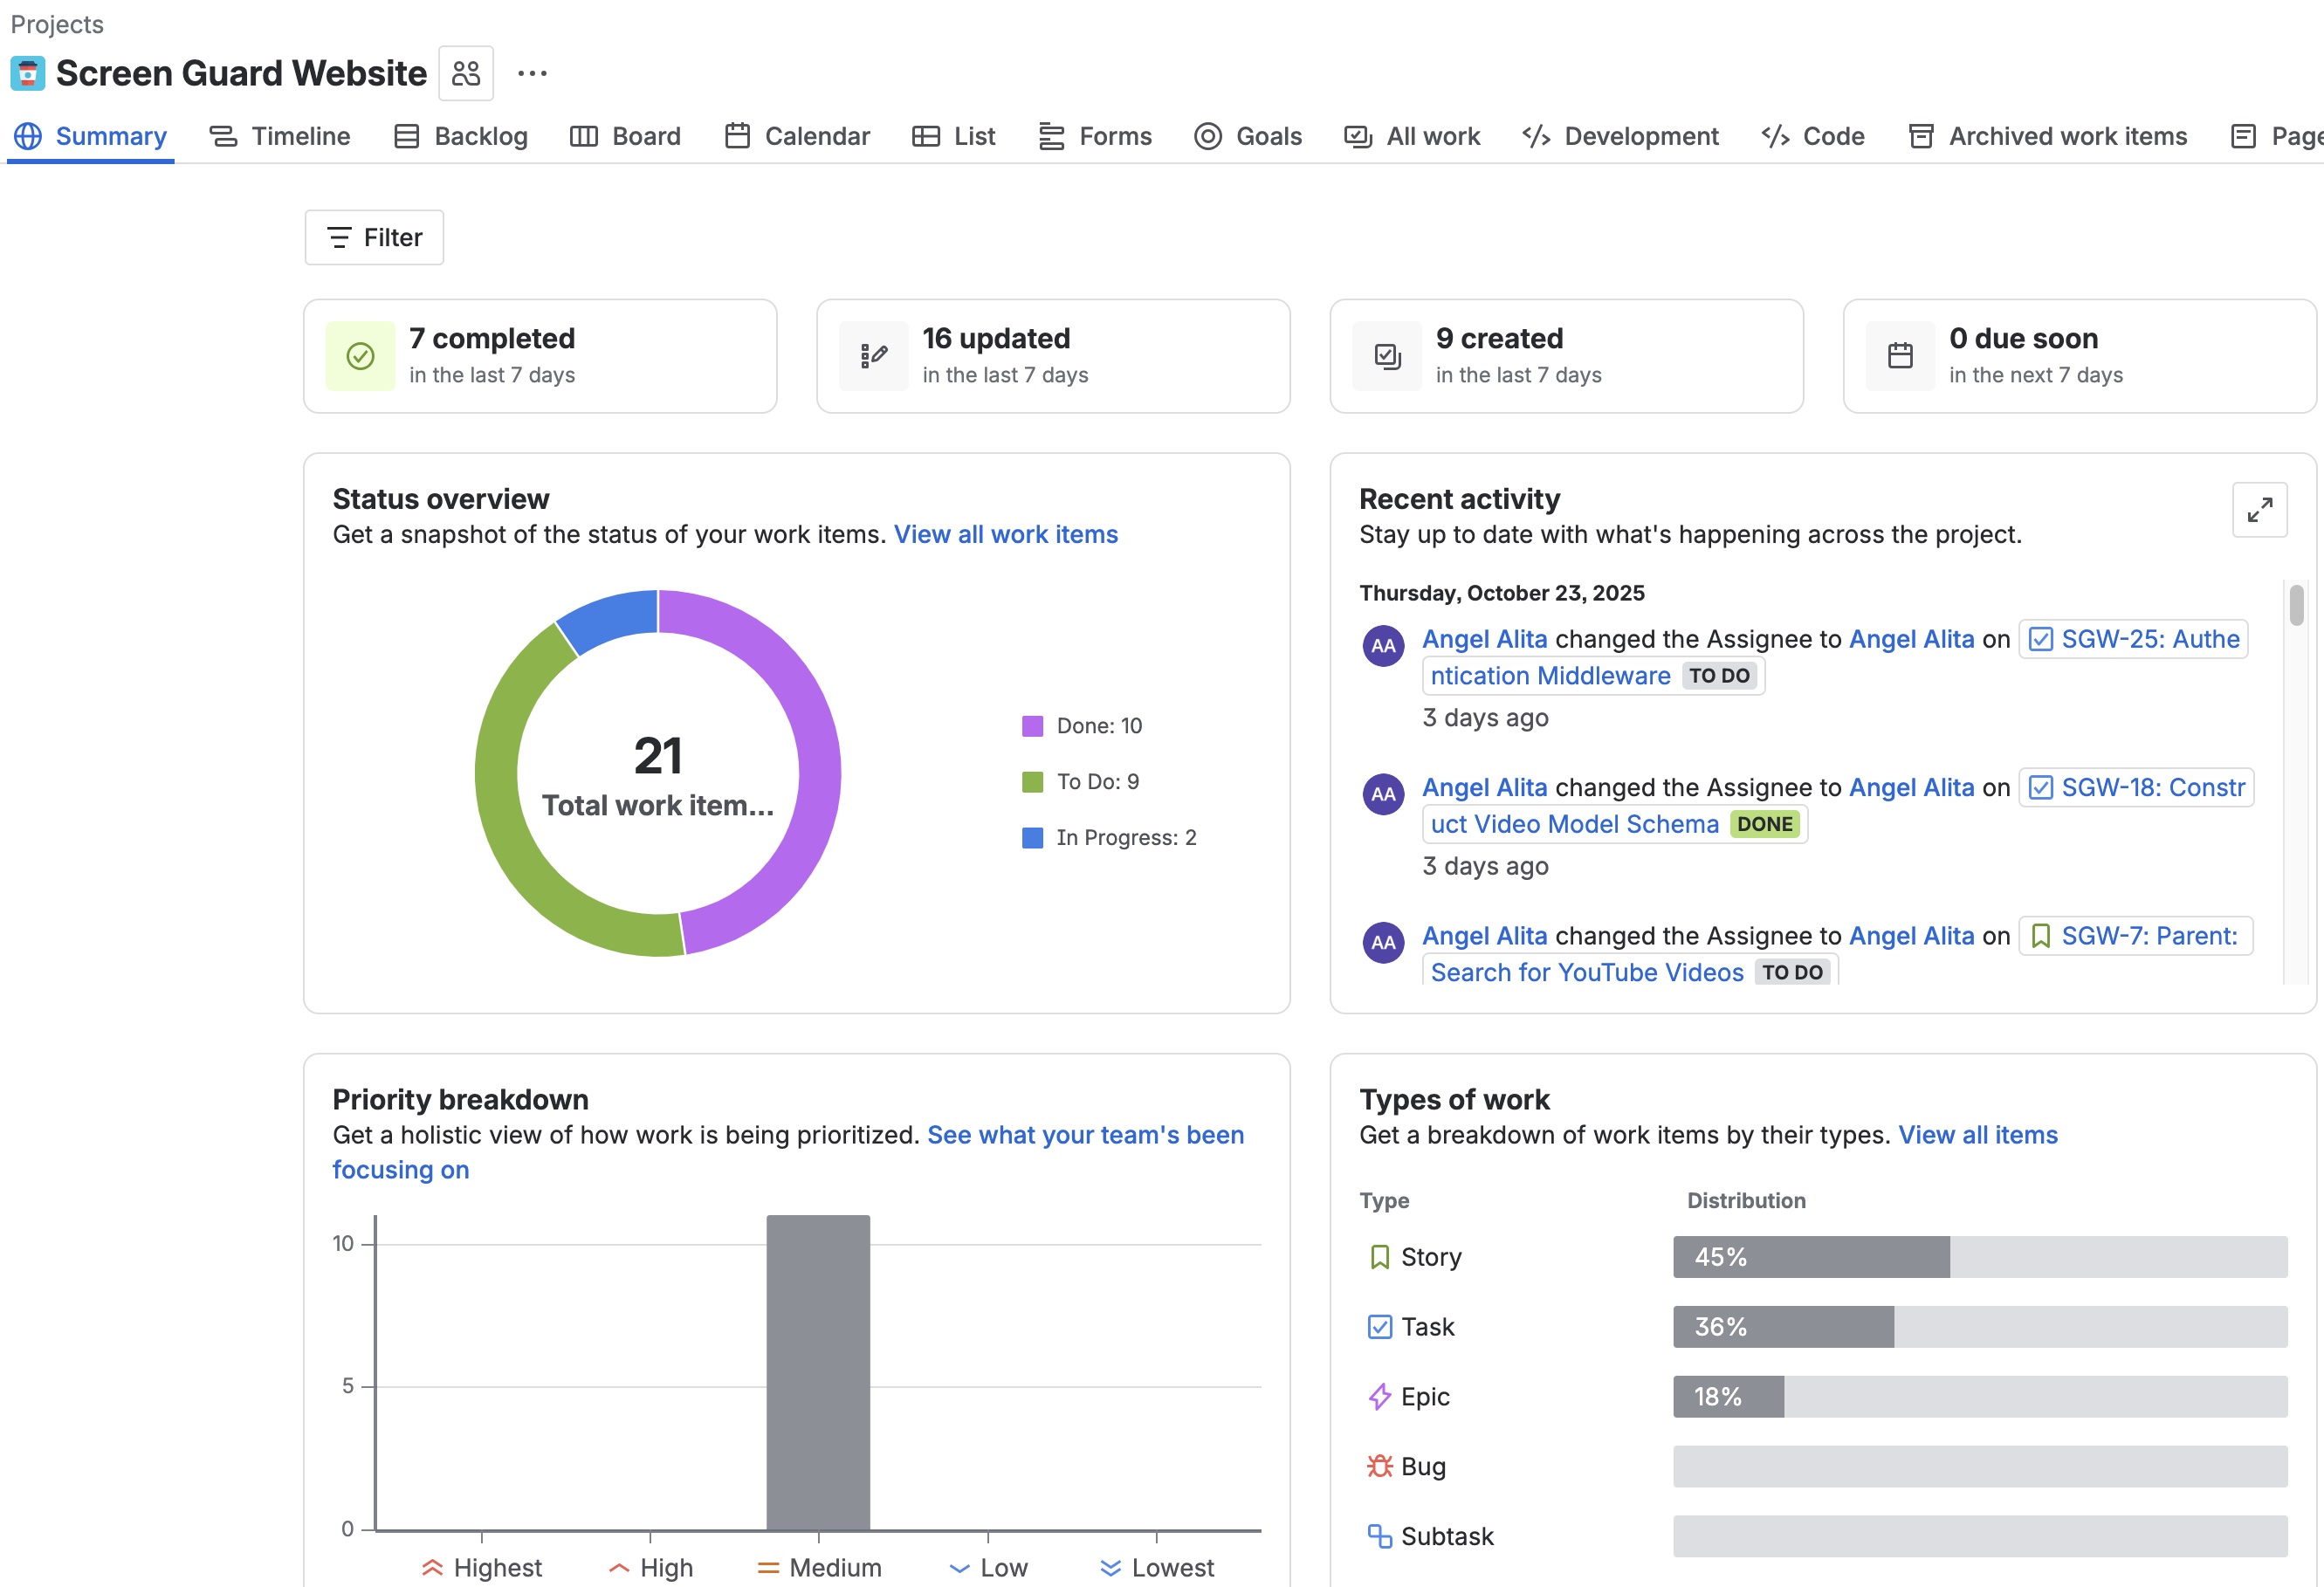 Projects
Screen Guard Website
Summary Timeline Backlog Board Calendar List Forms Goals All work Development Code Archived work items
Filter
7 completed
in the last 7 days
16 updated
in the last 7 days
9 created
in the last 7 days
0 due soon
in the next 7 days
Status overview
Get a snapshot of the status of your work items. View all work items
21
Total work item...
Done: 10
To Do: 9
In Progress: 2
Recent activity
Stay up to date with what's happening across the project.
Thursday, October 23, 2025
AA Angel Alita changed the Assignee to Angel Alita on SGW-25: Authe
ntication Middleware TO DO
3 days ago
AA Angel Alita changed the Assignee to Angel Alita on SGW-18: Constr
uct Video Model Schema DONE
3 days ago
AA Angel Alita changed the Assignee to Angel Alita on SGW-7: Parent:
Search for YouTube Videos TO DO
Priority breakdown
Get a holistic view of how work is being prioritized. See what your team's been
focusing on
10
5
0
Highest High Medium Low Lowest
Types of work
Get a breakdown of work items by their types. View all items
Type Distribution
Story 45%
Task 36%
Epic 18%
Bug
Subtask